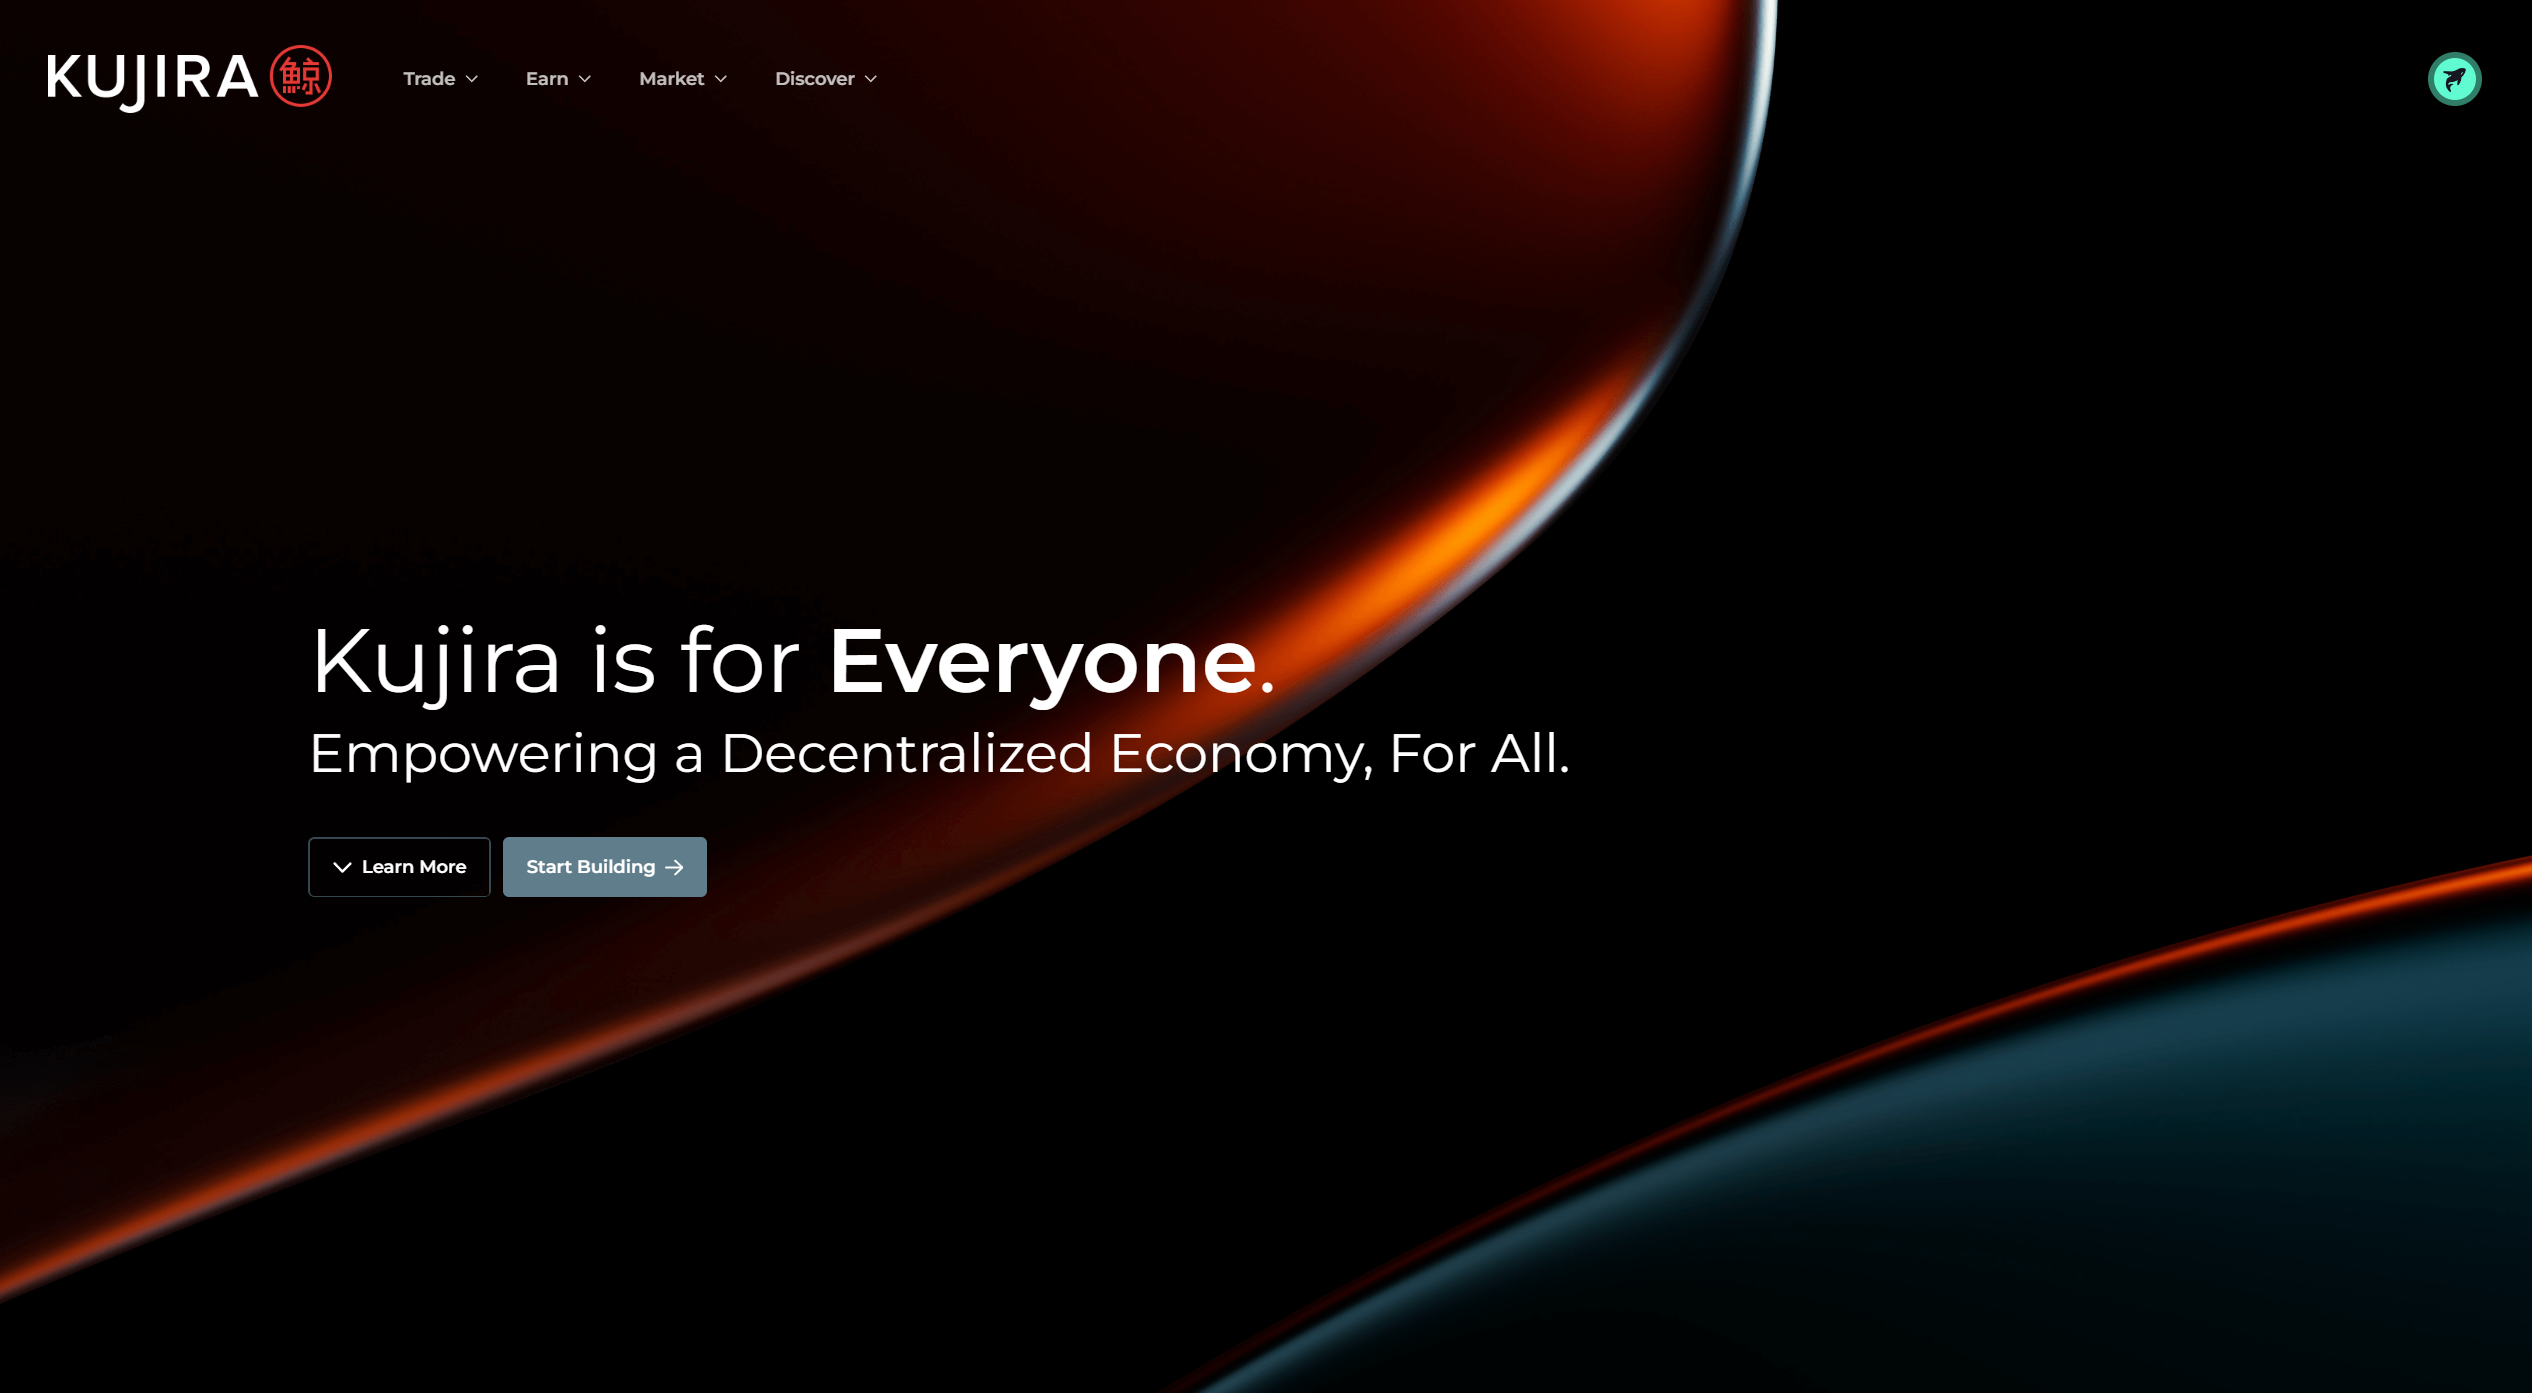 KUJIRA 鯨
Trade
Earn
Market
Discover
Kujira is for Everyone.
Empowering a Decentralized Economy, For All.
Learn More
Start Building